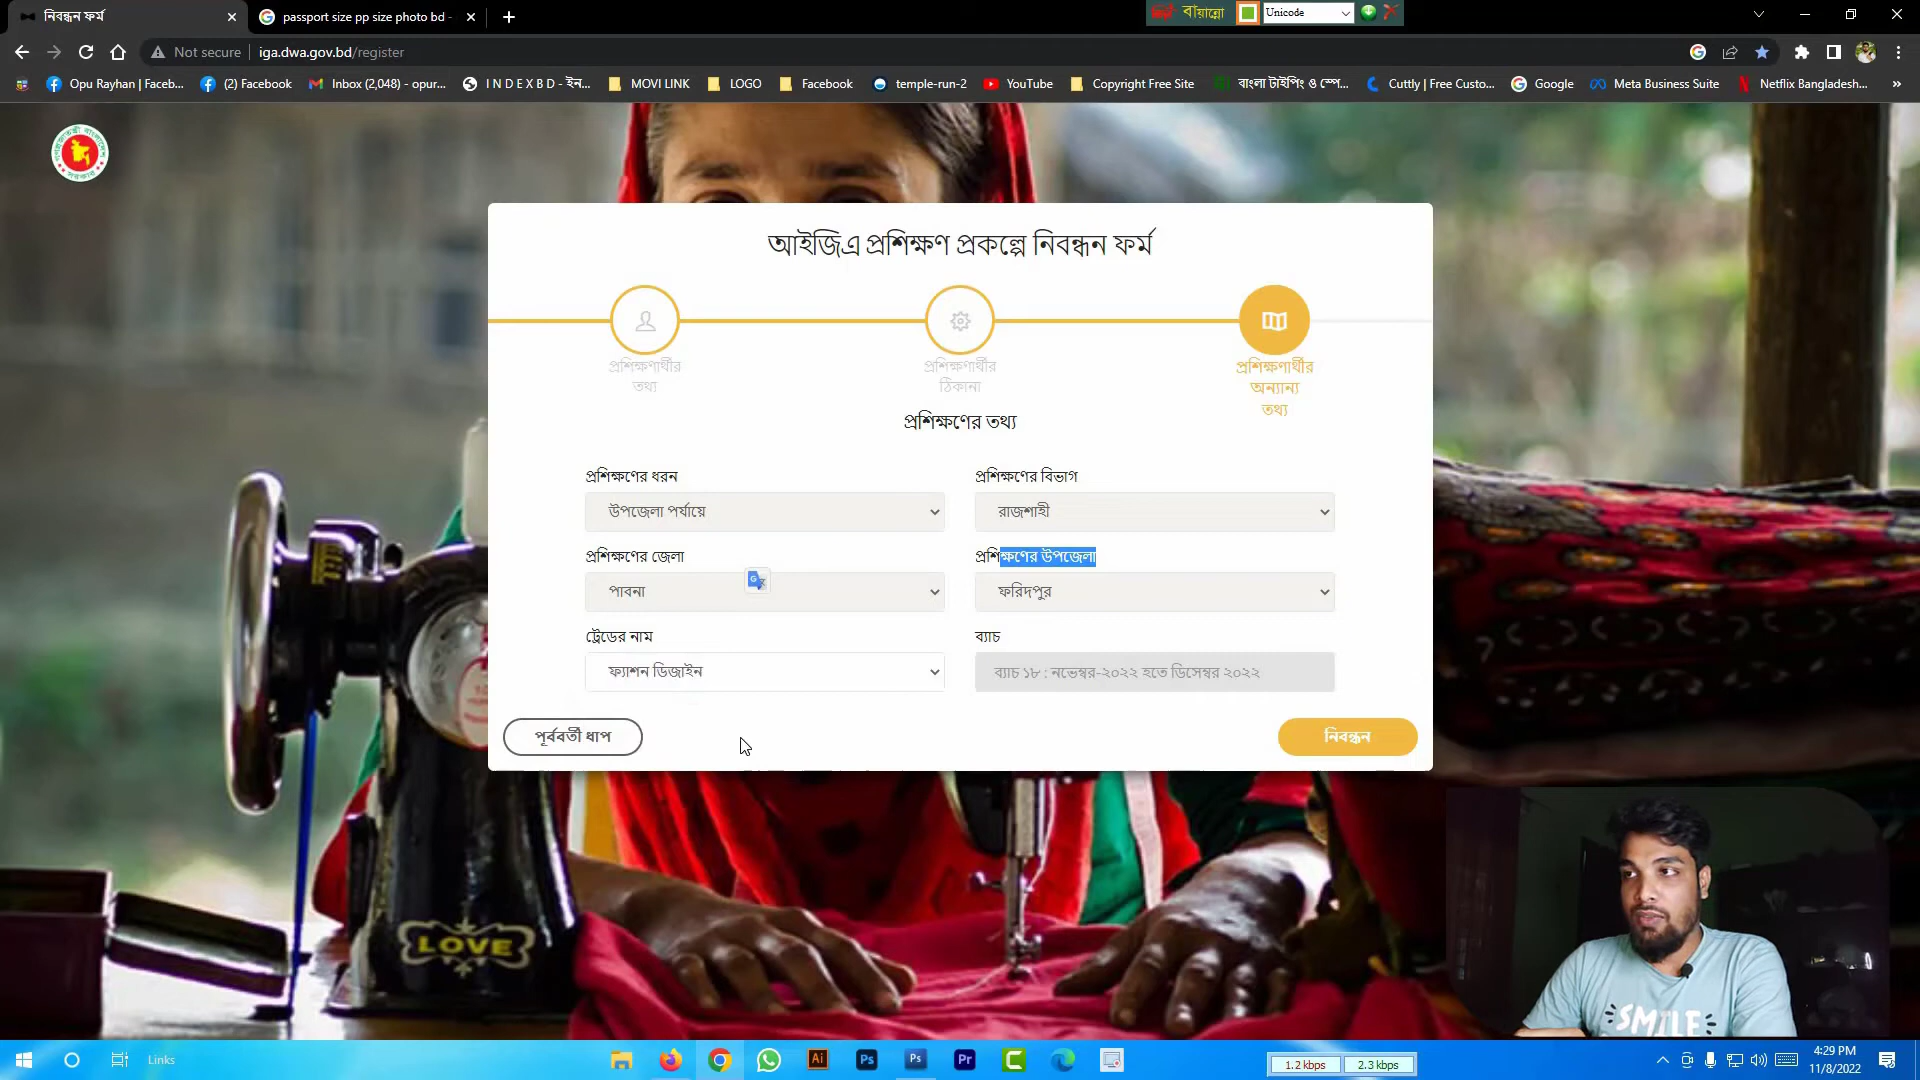 নিবন্ধন ফর্ম
passport size pp size photo bd -
বায়ান্নো
Unicode
Not secure
iga.dwa.gov.bd/register
Opu Rayhan | Faceb...
(2) Facebook
Inbox (2,048) - opur...
I N D E X B D - ইন...
MOVI LINK
LOGO
Facebook
temple-run-2
YouTube
Copyright Free Site
বাংলা টাইপিং ও স্পে...
Cuttly | Free Custo...
Google
Meta Business Suite
Netflix Bangladesh...
আইজিএ প্রশিক্ষণ প্রকল্পে নিবন্ধন ফর্ম
প্রশিক্ষণার্থীর
তথ্য
প্রশিক্ষণার্থীর
ঠিকানা
প্রশিক্ষণার্থীর
অন্যান্য
তথ্য
প্রশিক্ষণের তথ্য
প্রশিক্ষণের ধরন
প্রশিক্ষণের বিভাগ
উপজেলা পর্যায়ে
রাজশাহী
প্রশিক্ষণের জেলা
প্রশিক্ষণের উপজেলা
পাবনা
ফরিদপুর
ট্রেডের নাম
ব্যাচ
ফ্যাশন ডিজাইন
ব্যাচ ১৮ : নভেম্বর-২০২২ হতে ডিসেম্বর ২০২২
পূর্ববর্তী ধাপ
নিবন্ধন
LOVE
SMILE
Links
1.2 kbps
2.3 kbps
4:29 PM
11/8/2022